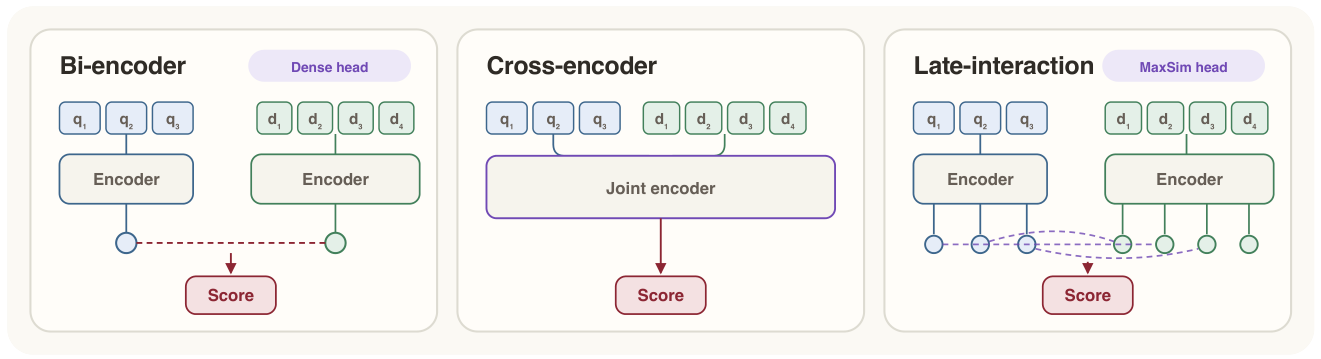 Bi-encoder
Dense head
q₁ q₂ q₃
d₁ d₂ d₃ d₄
Encoder
Encoder
Score
Cross-encoder
q₁ q₂ q₃
d₁ d₂ d₃ d₄
Joint encoder
Score
Late-interaction
MaxSim head
q₁ q₂ q₃
d₁ d₂ d₃ d₄
Encoder
Encoder
Score